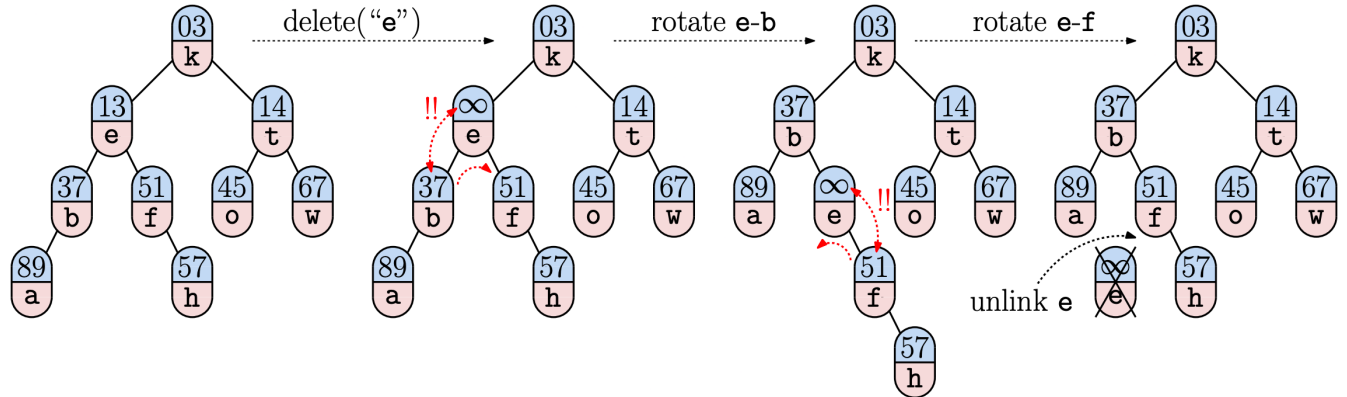 03 delete("e") 03 rotate e-b 03 rotate e-f 03
k k k k
13 14 ∞ 14 37 14 37 14
!!
e t e t b t b t
37 51 45 67 37 51 45 67 89 ∞ 45 67 89 51 45 67
!!
b f o w b f o w a e o w a f o w
89 57 89 57 51 ∞ 57
a h a h f unlink e e h
57
h